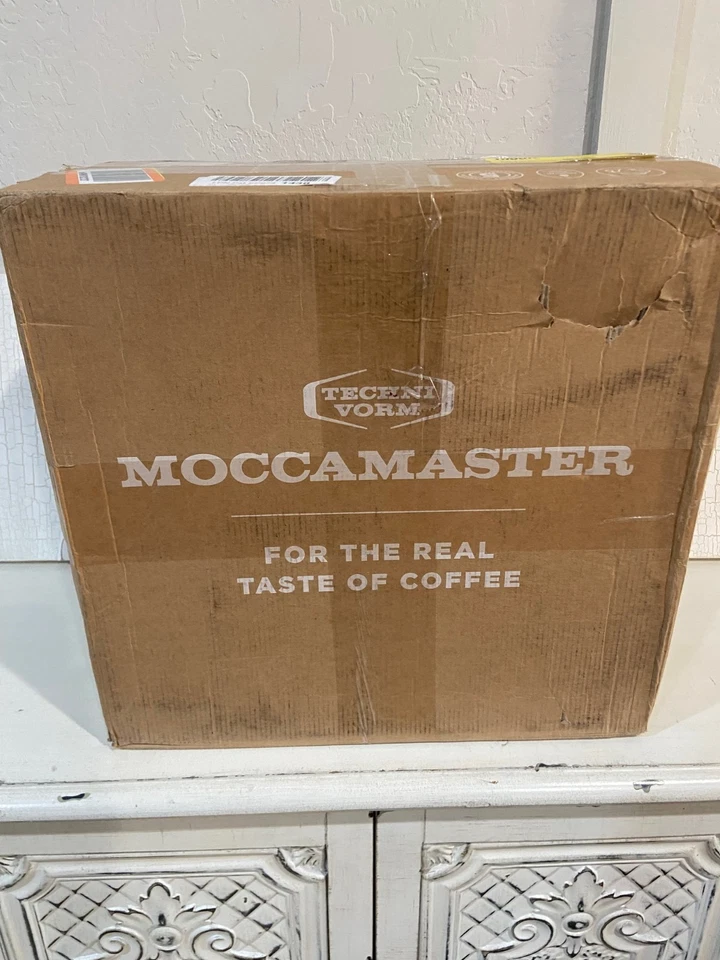 TECHNI
VORM
MOCCAMASTER
FOR THE REAL
TASTE OF COFFEE